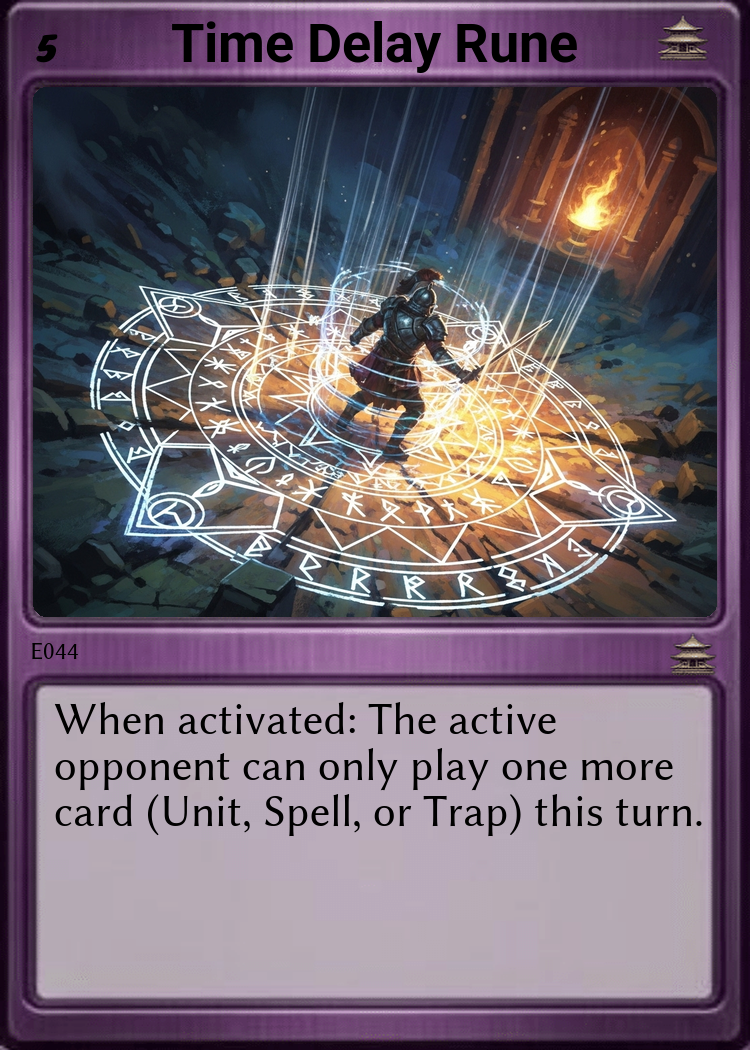 5 Time Delay Rune
E044
When activated: The active
opponent can only play one more
card (Unit, Spell, or Trap) this turn.